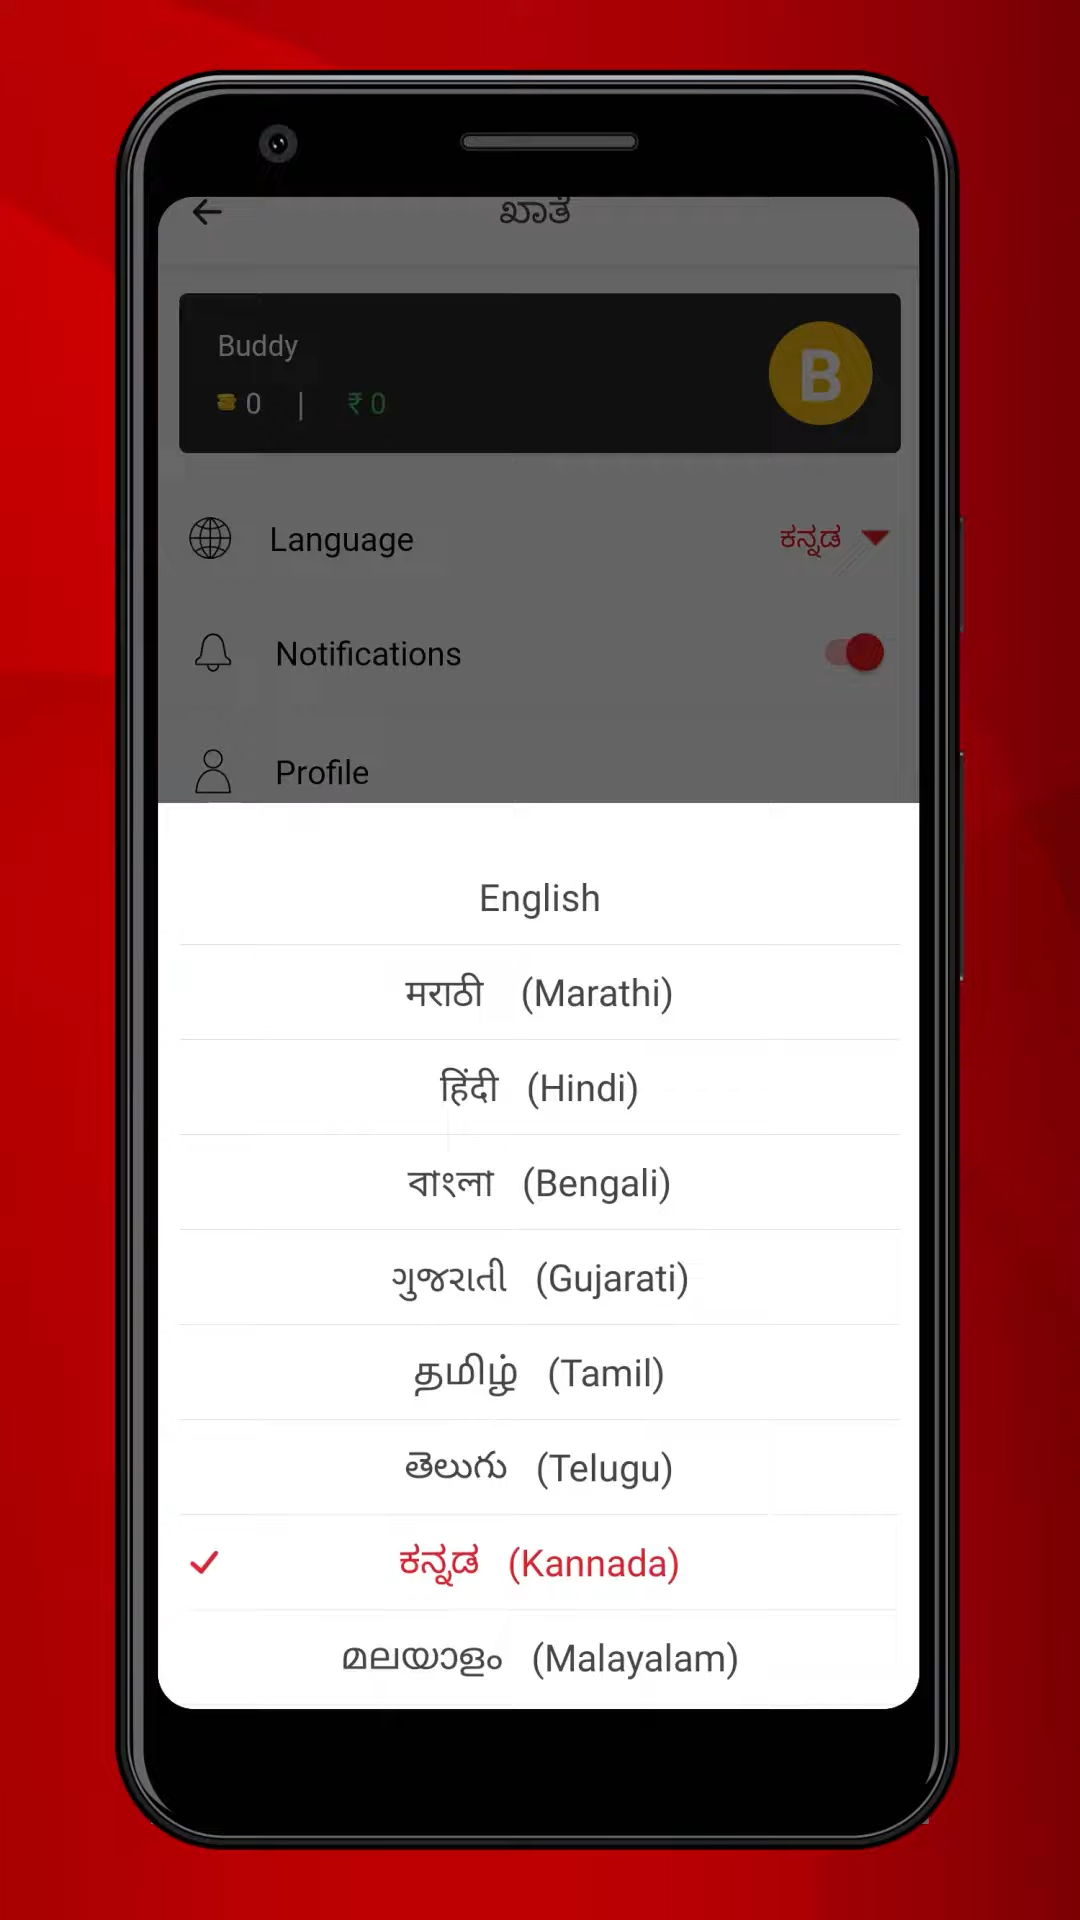 ಖಾತೆ
Buddy
B
0 | ₹ 0
Language ಕನ್ನಡ
Notifications
Profile
English
मराठी (Marathi)
हिंदी (Hindi)
বাংলা (Bengali)
ગુજરાતી (Gujarati)
தமிழ் (Tamil)
తెలుగు (Telugu)
ಕನ್ನಡ (Kannada)
മലയാളം (Malayalam)